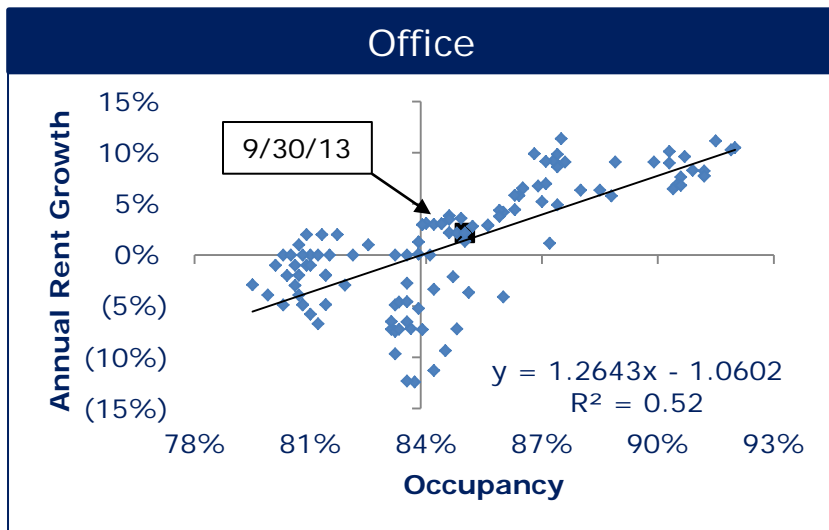 Office
Annual Rent Growth
15%
10%
5%
0%
(5%)
(10%)
(15%)
9/30/13
y = 1.2643x - 1.0602
R² = 0.52
78% 81% 84% 87% 90% 93%
Occupancy